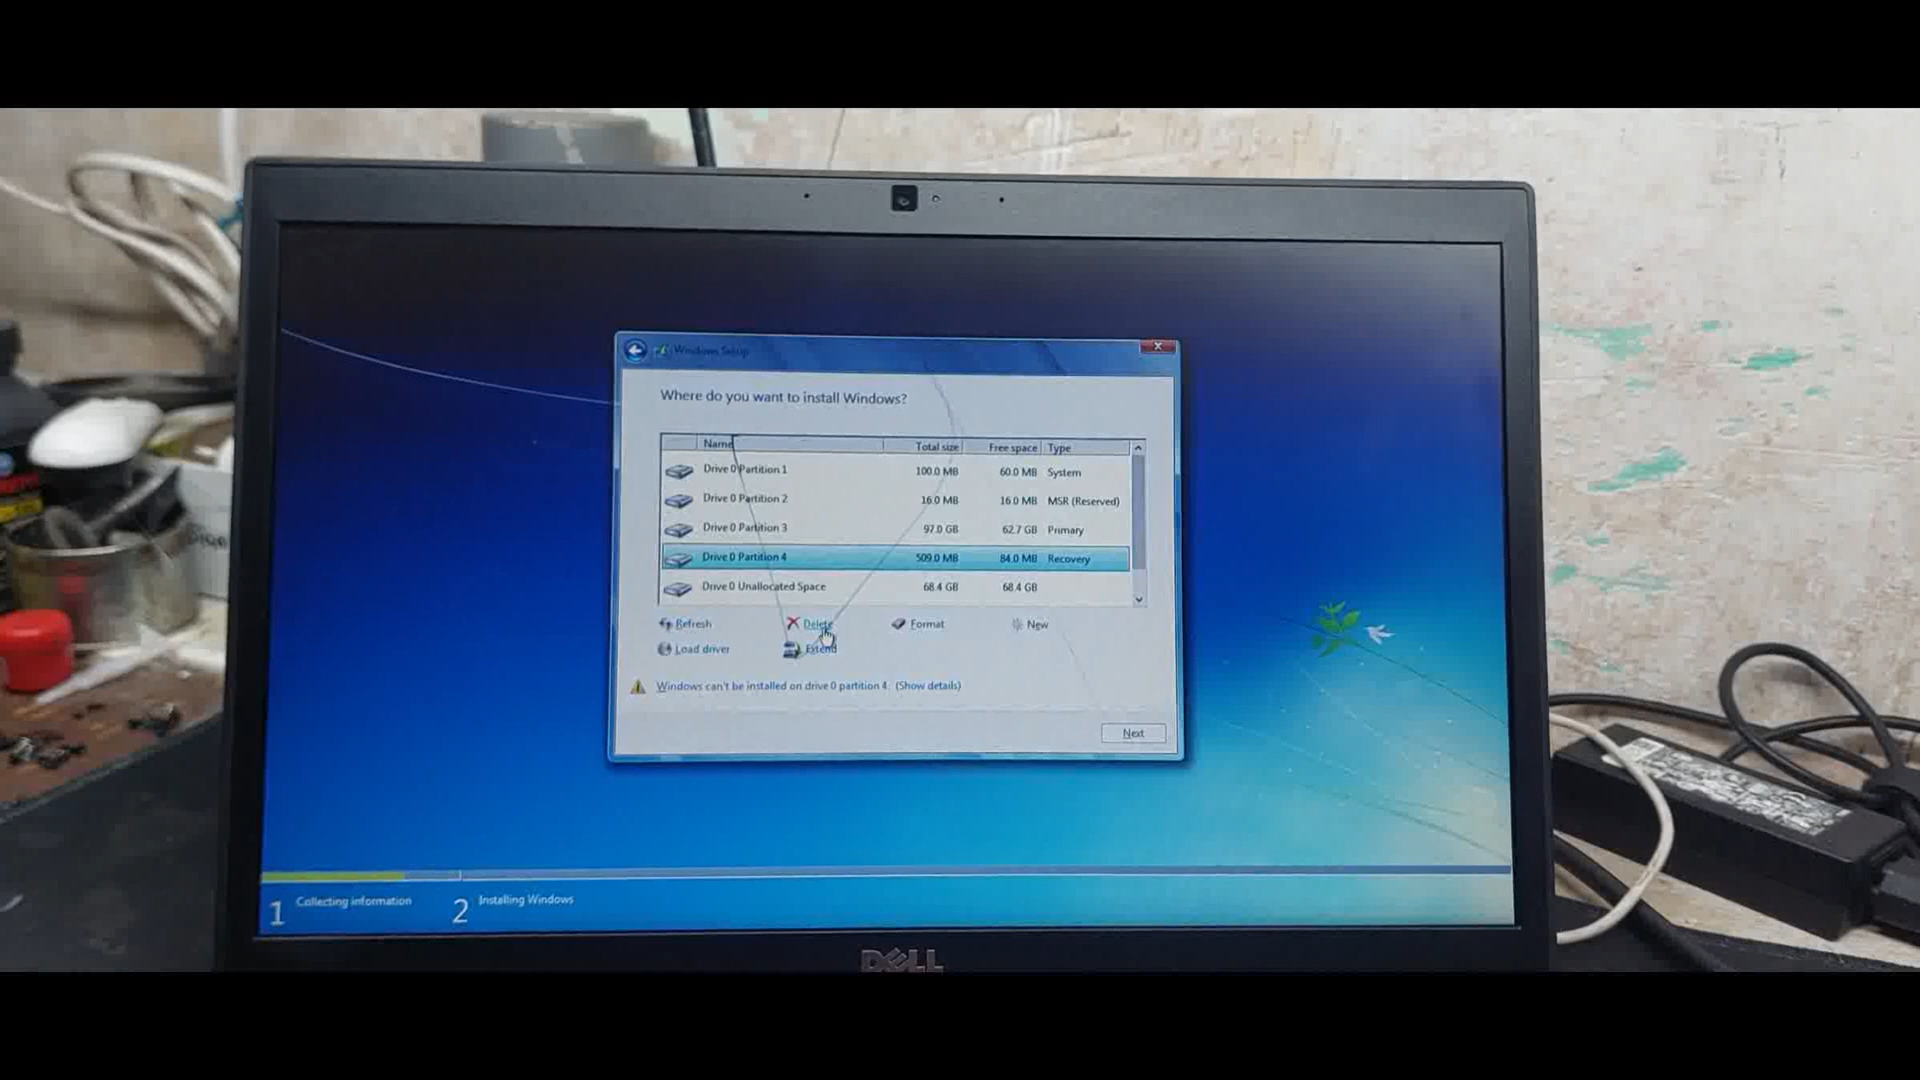 Windows Setup
Where do you want to install Windows?
Name Total size Free space Type
Drive 0 Partition 1 100.0 MB 60.0 MB System
Drive 0 Partition 2 16.0 MB 16.0 MB MSR (Reserved)
Drive 0 Partition 3 97.0 GB 62.7 GB Primary
Drive 0 Partition 4 509.0 MB 84.0 MB Recovery
Drive 0 Unallocated Space 68.4 GB 68.4 GB
Refresh Delete Format New
Load driver Extend
Windows can't be installed on drive 0 partition 4. (Show details)
Next
1 Collecting information 2 Installing Windows
DELL